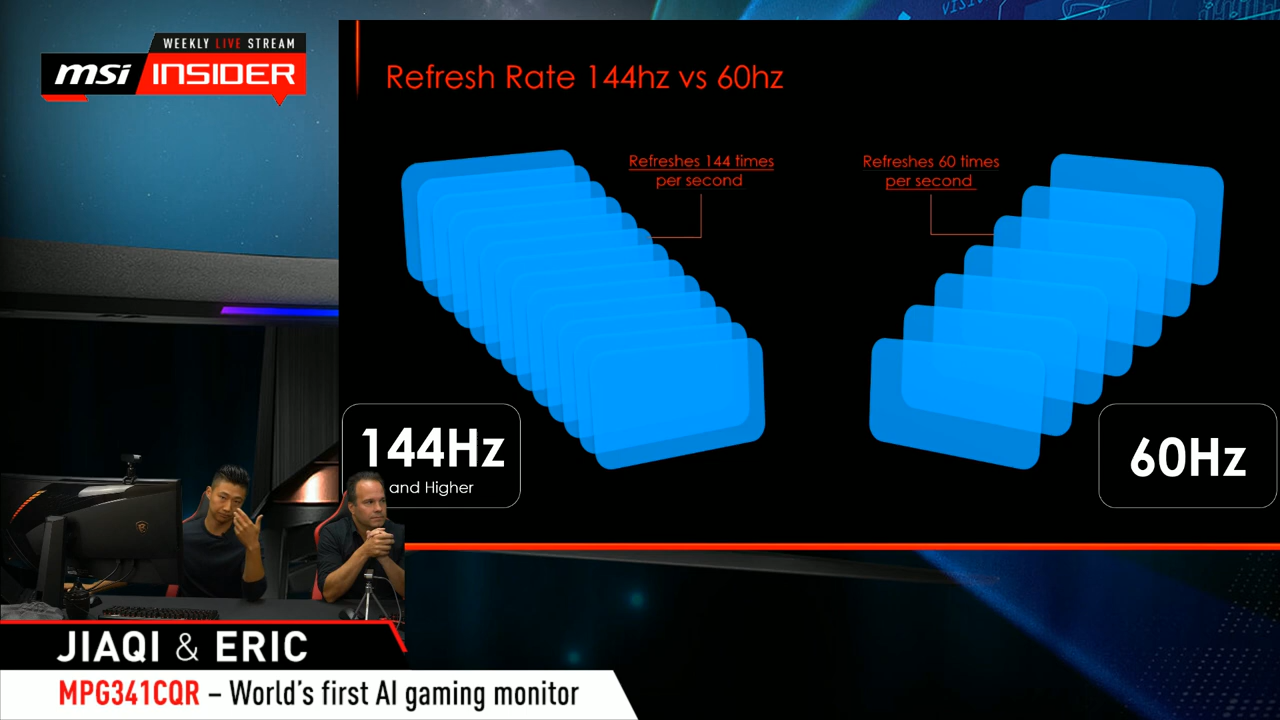 WEEKLY LIVE STREAM
msi INSIDER
Refresh Rate 144hz vs 60hz
Refreshes 144 times
per second
Refreshes 60 times
per second
144Hz
and Higher
60Hz
JIAQI & ERIC
MPG341CQR – World's first AI gaming monitor